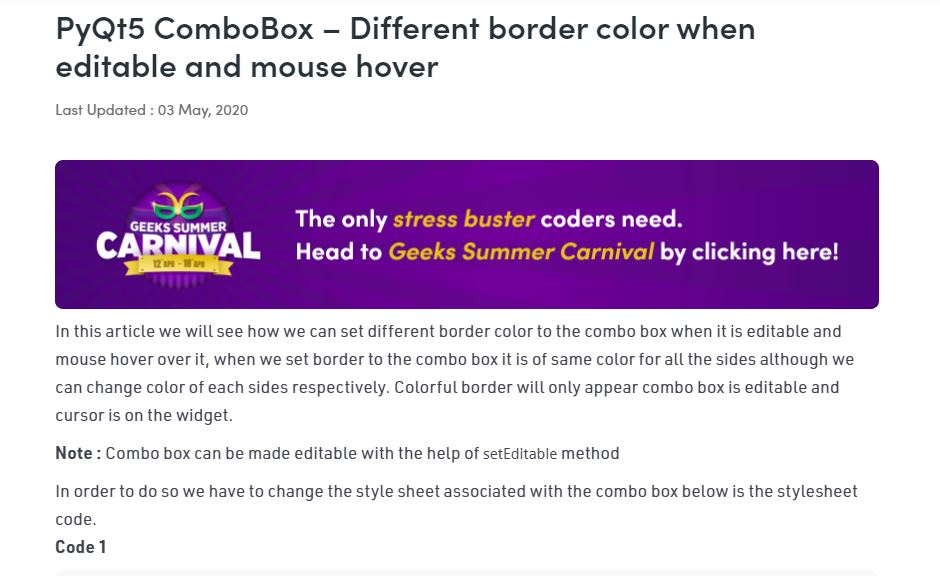 PyQt5 ComboBox – Different border color when
editable and mouse hover
Last Updated : 03 May, 2020
GEEKS SUMMER
CARNIVAL
12 APR - 18 APR
The only stress buster coders need.
Head to Geeks Summer Carnival by clicking here!
In this article we will see how we can set different border color to the combo box when it is editable and
mouse hover over it, when we set border to the combo box it is of same color for all the sides although we
can change color of each sides respectively. Colorful border will only appear combo box is editable and
cursor is on the widget.
Note : Combo box can be made editable with the help of setEditable method
In order to do so we have to change the style sheet associated with the combo box below is the stylesheet
code.
Code 1